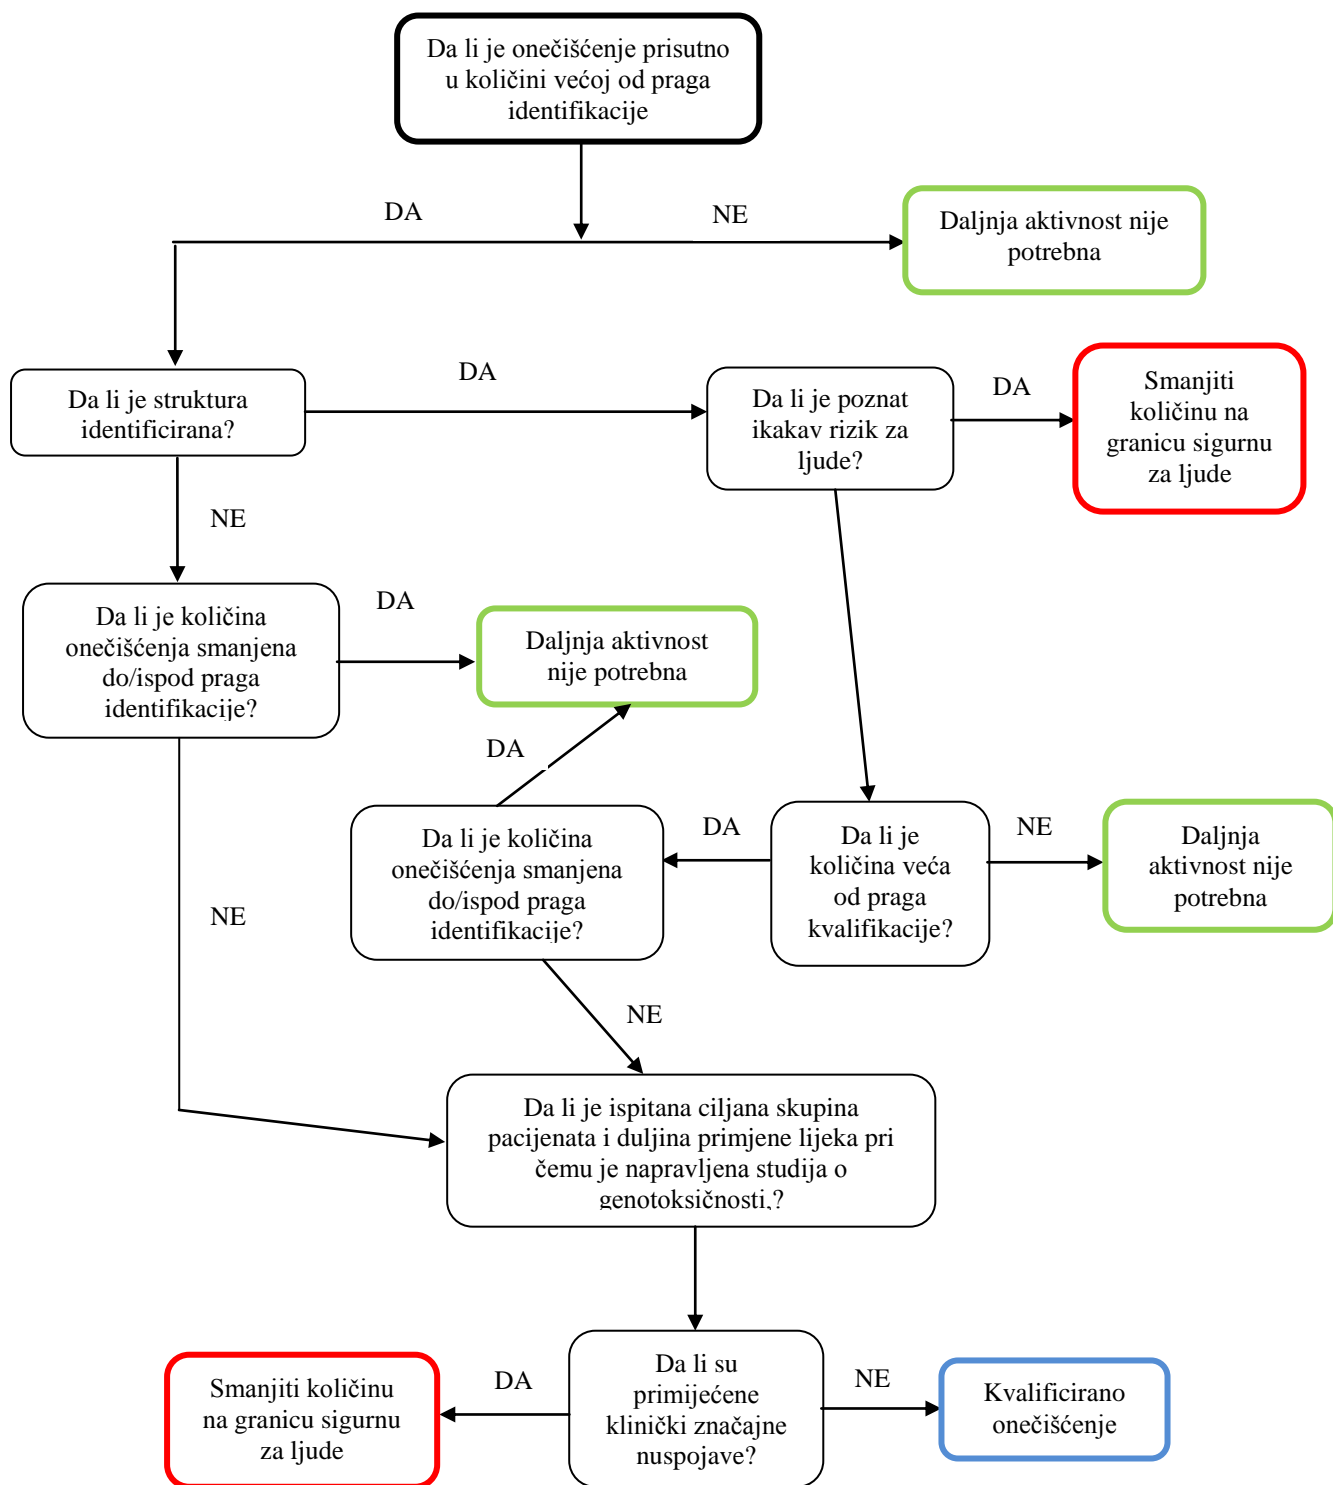 Da li je onečišćenje prisutno
u količini većoj od praga
identifikacije
DA
NE
Daljnja aktivnost nije
potrebna
Da li je struktura
identificirana?
DA
Da li je poznat
ikakav rizik za
ljude?
DA
Smanjiti
količinu na
granicu sigurnu
za ljude
NE
Da li je količina
onečišćenja smanjena
do/ispod praga
identifikacije?
DA
Daljnja aktivnost
nije potrebna
DA
Da li je količina
onečišćenja smanjena
do/ispod praga
identifikacije?
DA
Da li je
količina veća
od praga
kvalifikacije?
NE
Daljnja
aktivnost nije
potrebna
NE
NE
Da li je ispitana ciljana skupina
pacijenata i duljina primjene lijeka pri
čemu je napravljena studija o
genotoksičnosti,?
Smanjiti količinu
na granicu sigurnu
za ljude
DA
Da li su
primijećene
klinički značajne
nuspojave?
NE
Kvalificirano
onečišćenje